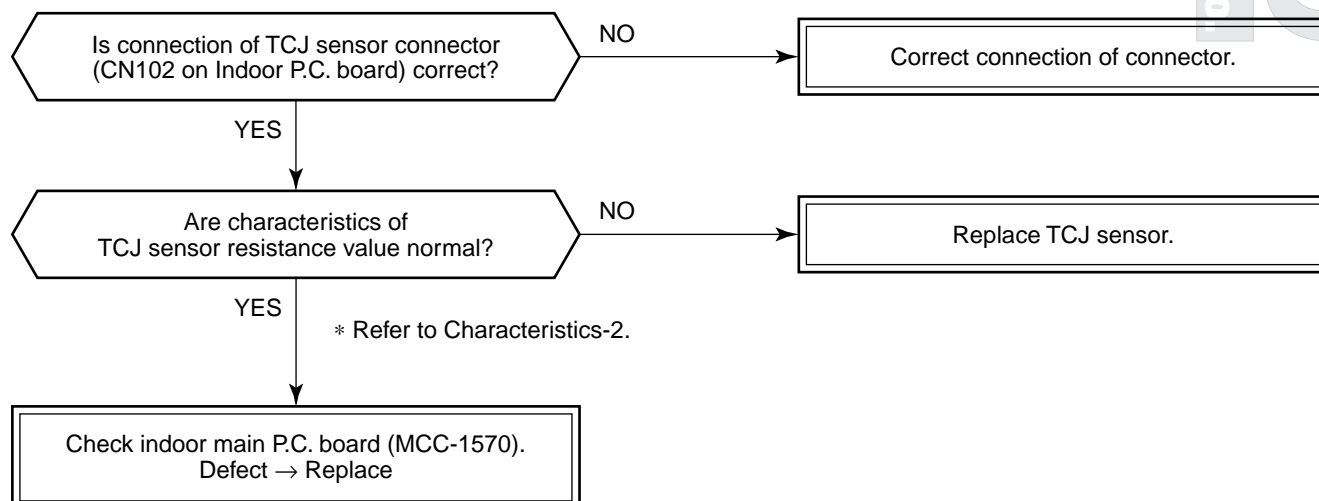 Is connection of TCJ sensor connector
(CN102 on Indoor P.C. board) correct?
NO
Correct connection of connector.
YES
Are characteristics of
TCJ sensor resistance value normal?
NO
Replace TCJ sensor.
YES
* Refer to Characteristics-2.
Check indoor main P.C. board (MCC-1570).
Defect → Replace